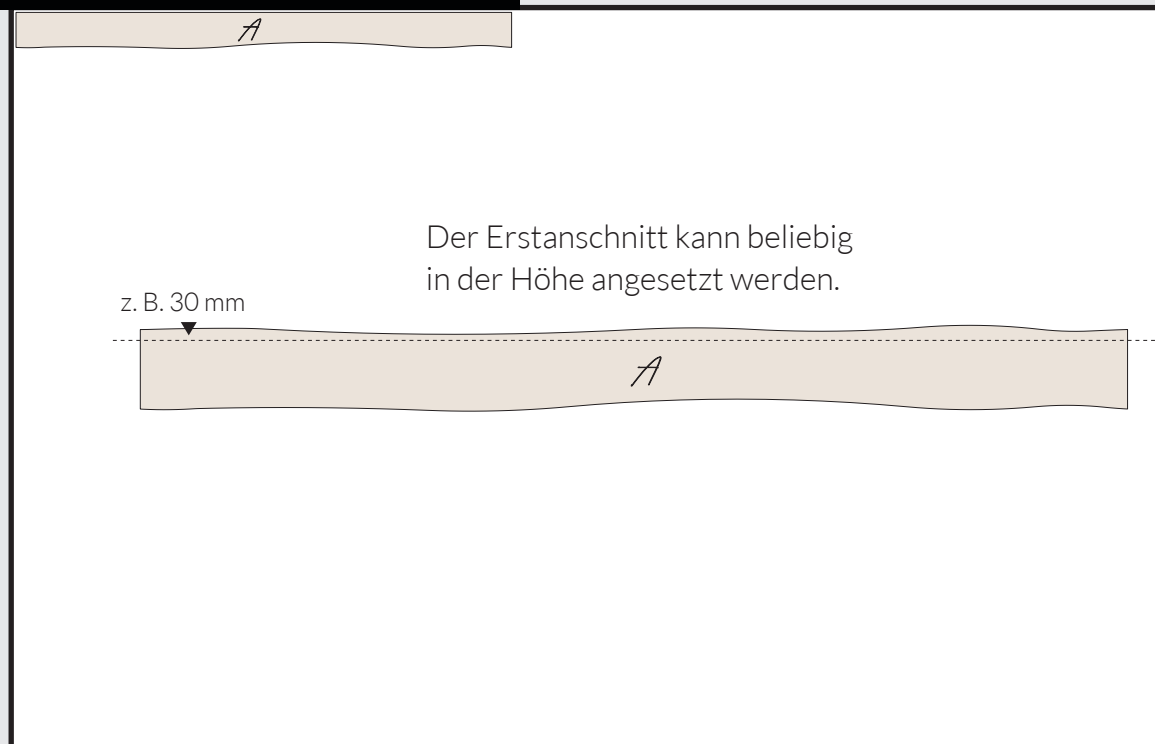 A
Der Erstanschnitt kann beliebig
in der Höhe angesetzt werden.
z. B. 30 mm
A